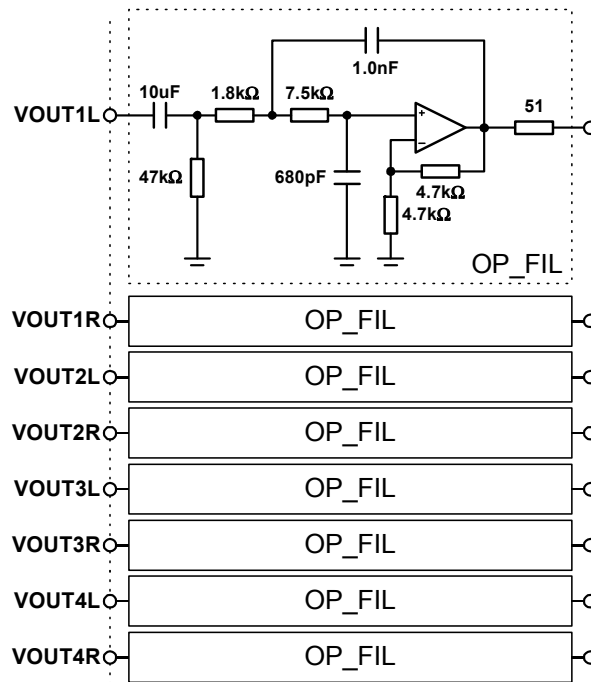 1.0nF
10uF
1.8kΩ
7.5kΩ
VOUT1L
+
−
51
47kΩ
680pF
4.7kΩ
4.7kΩ
OP_FIL
VOUT1R OP_FIL
VOUT2L OP_FIL
VOUT2R OP_FIL
VOUT3L OP_FIL
VOUT3R OP_FIL
VOUT4L OP_FIL
VOUT4R OP_FIL